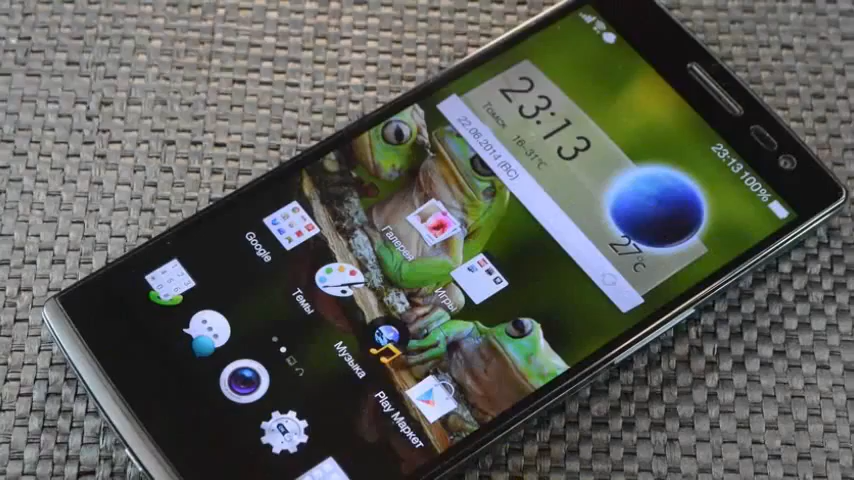 23:13 100%
23:13
Томск 16-31°C
22.08.2014 (ВС)
27°C
Google
Темы
Галерея
Игры
Музыка
Play Маркет